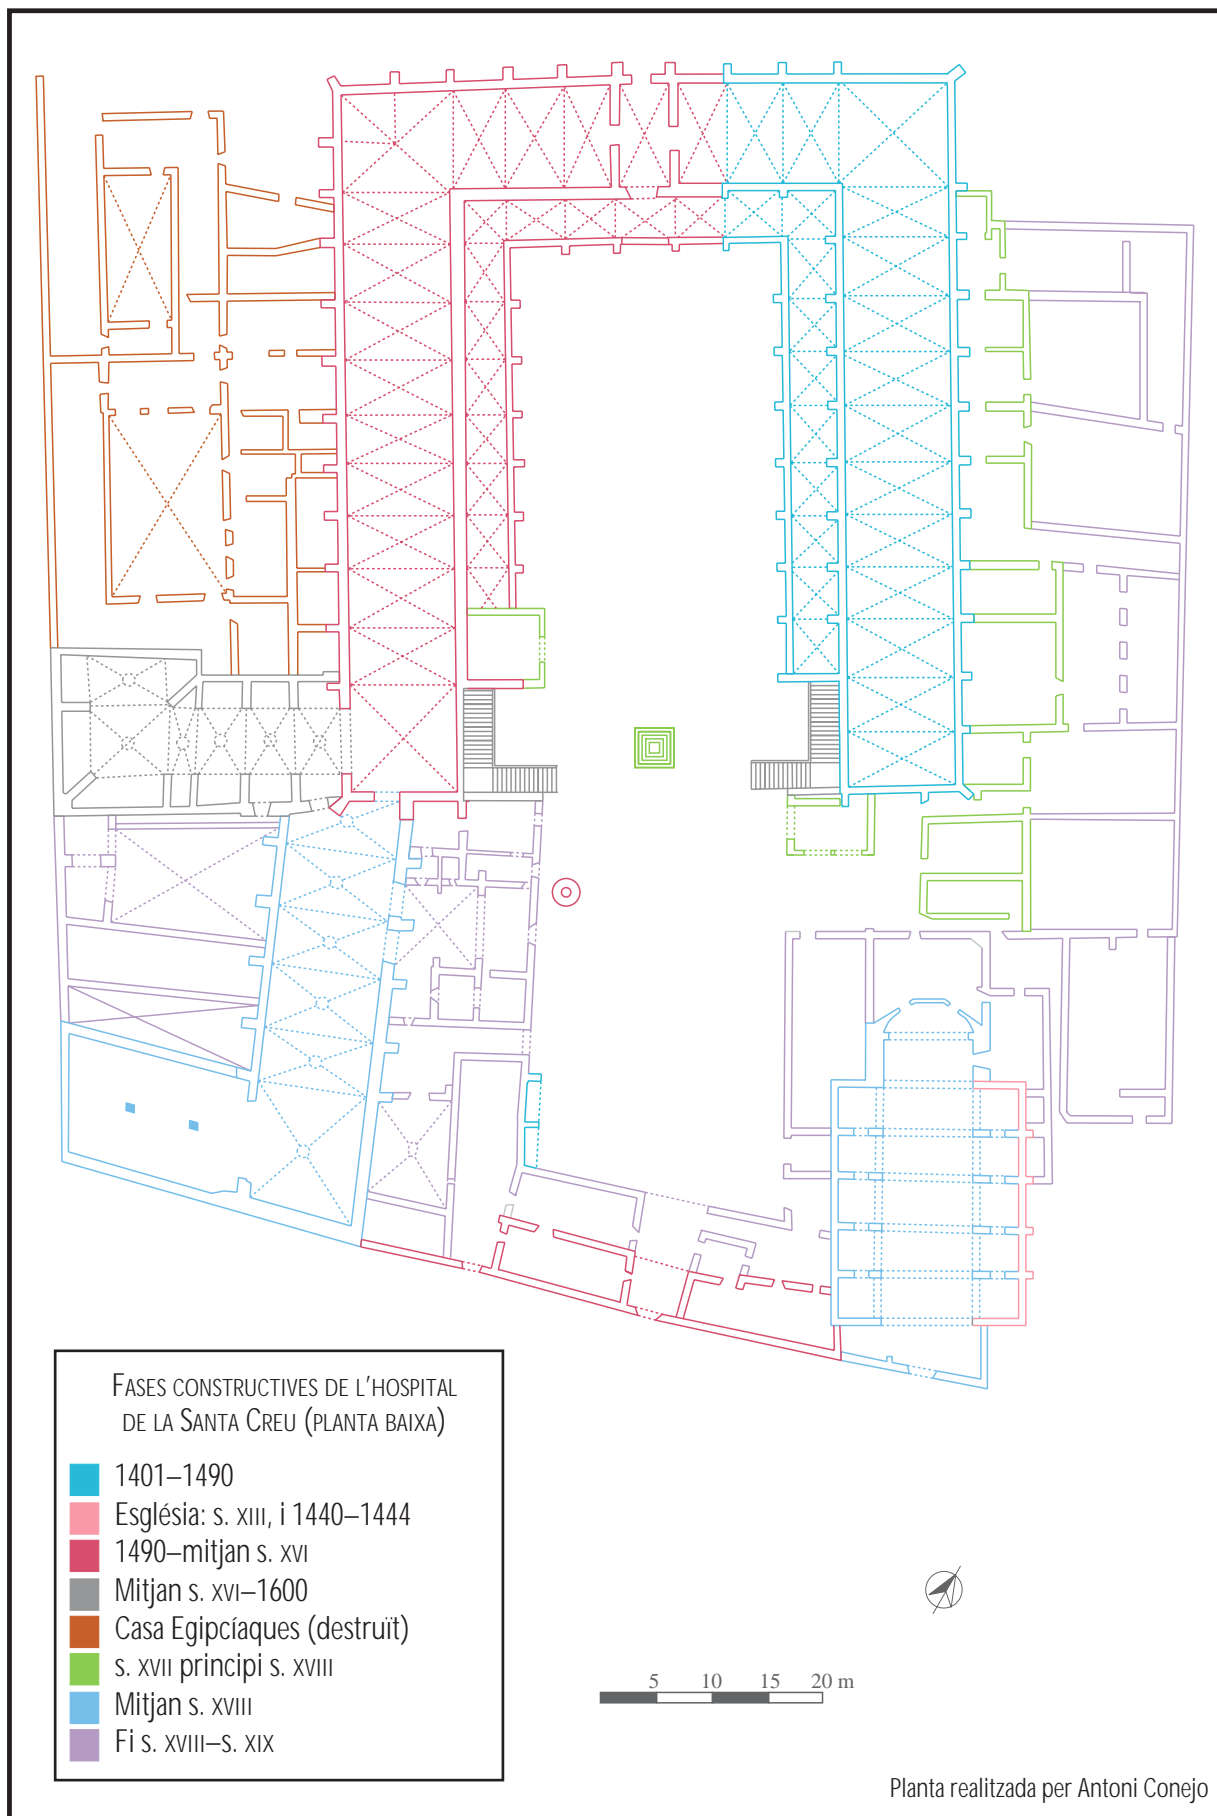 FASES CONSTRUCTIVES DE L'HOSPITAL
DE LA SANTA CREU (PLANTA BAIXA)
1401–1490
Església: s. XIII, i 1440–1444
1490–mitjan s. XVI
Mitjan s. XVI–1600
Casa Egipcíaques (destruït)
s. XVII principi s. XVIII
Mitjan s. XVIII
Fi s. XVIII–s. XIX
5 10 15 20 m
Planta realitzada per Antoni Conejo